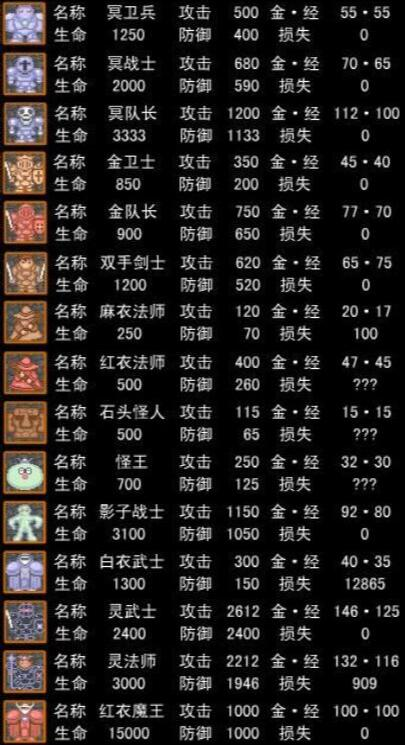 名称 冥卫兵 攻击 500 金·经 55·55
生命 1250 防御 400 损失 0
名称 冥战士 攻击 680 金·经 70·65
生命 2000 防御 590 损失 0
名称 冥队长 攻击 1200 金·经 112·100
生命 3333 防御 1133 损失 0
名称 金卫士 攻击 350 金·经 45·40
生命 850 防御 200 损失 0
名称 金队长 攻击 750 金·经 77·70
生命 900 防御 650 损失 0
名称 双手剑士 攻击 620 金·经 65·75
生命 1200 防御 520 损失 0
名称 麻衣法师 攻击 120 金·经 20·17
生命 250 防御 70 损失 100
名称 红衣法师 攻击 400 金·经 47·45
生命 500 防御 260 损失 ???
名称 石头怪人 攻击 115 金·经 15·15
生命 500 防御 65 损失 ???
名称 怪王 攻击 250 金·经 32·30
生命 700 防御 125 损失 ???
名称 影子战士 攻击 1150 金·经 92·80
生命 3100 防御 1050 损失 0
名称 白衣武士 攻击 300 金·经 40·35
生命 1300 防御 150 损失 12865
名称 灵武士 攻击 2612 金·经 146·125
生命 2400 防御 2400 损失 0
名称 灵法师 攻击 2212 金·经 132·116
生命 3000 防御 1946 损失 909
名称 红衣魔王 攻击 1000 金·经 100·100
生命 15000 防御 1000 损失 0